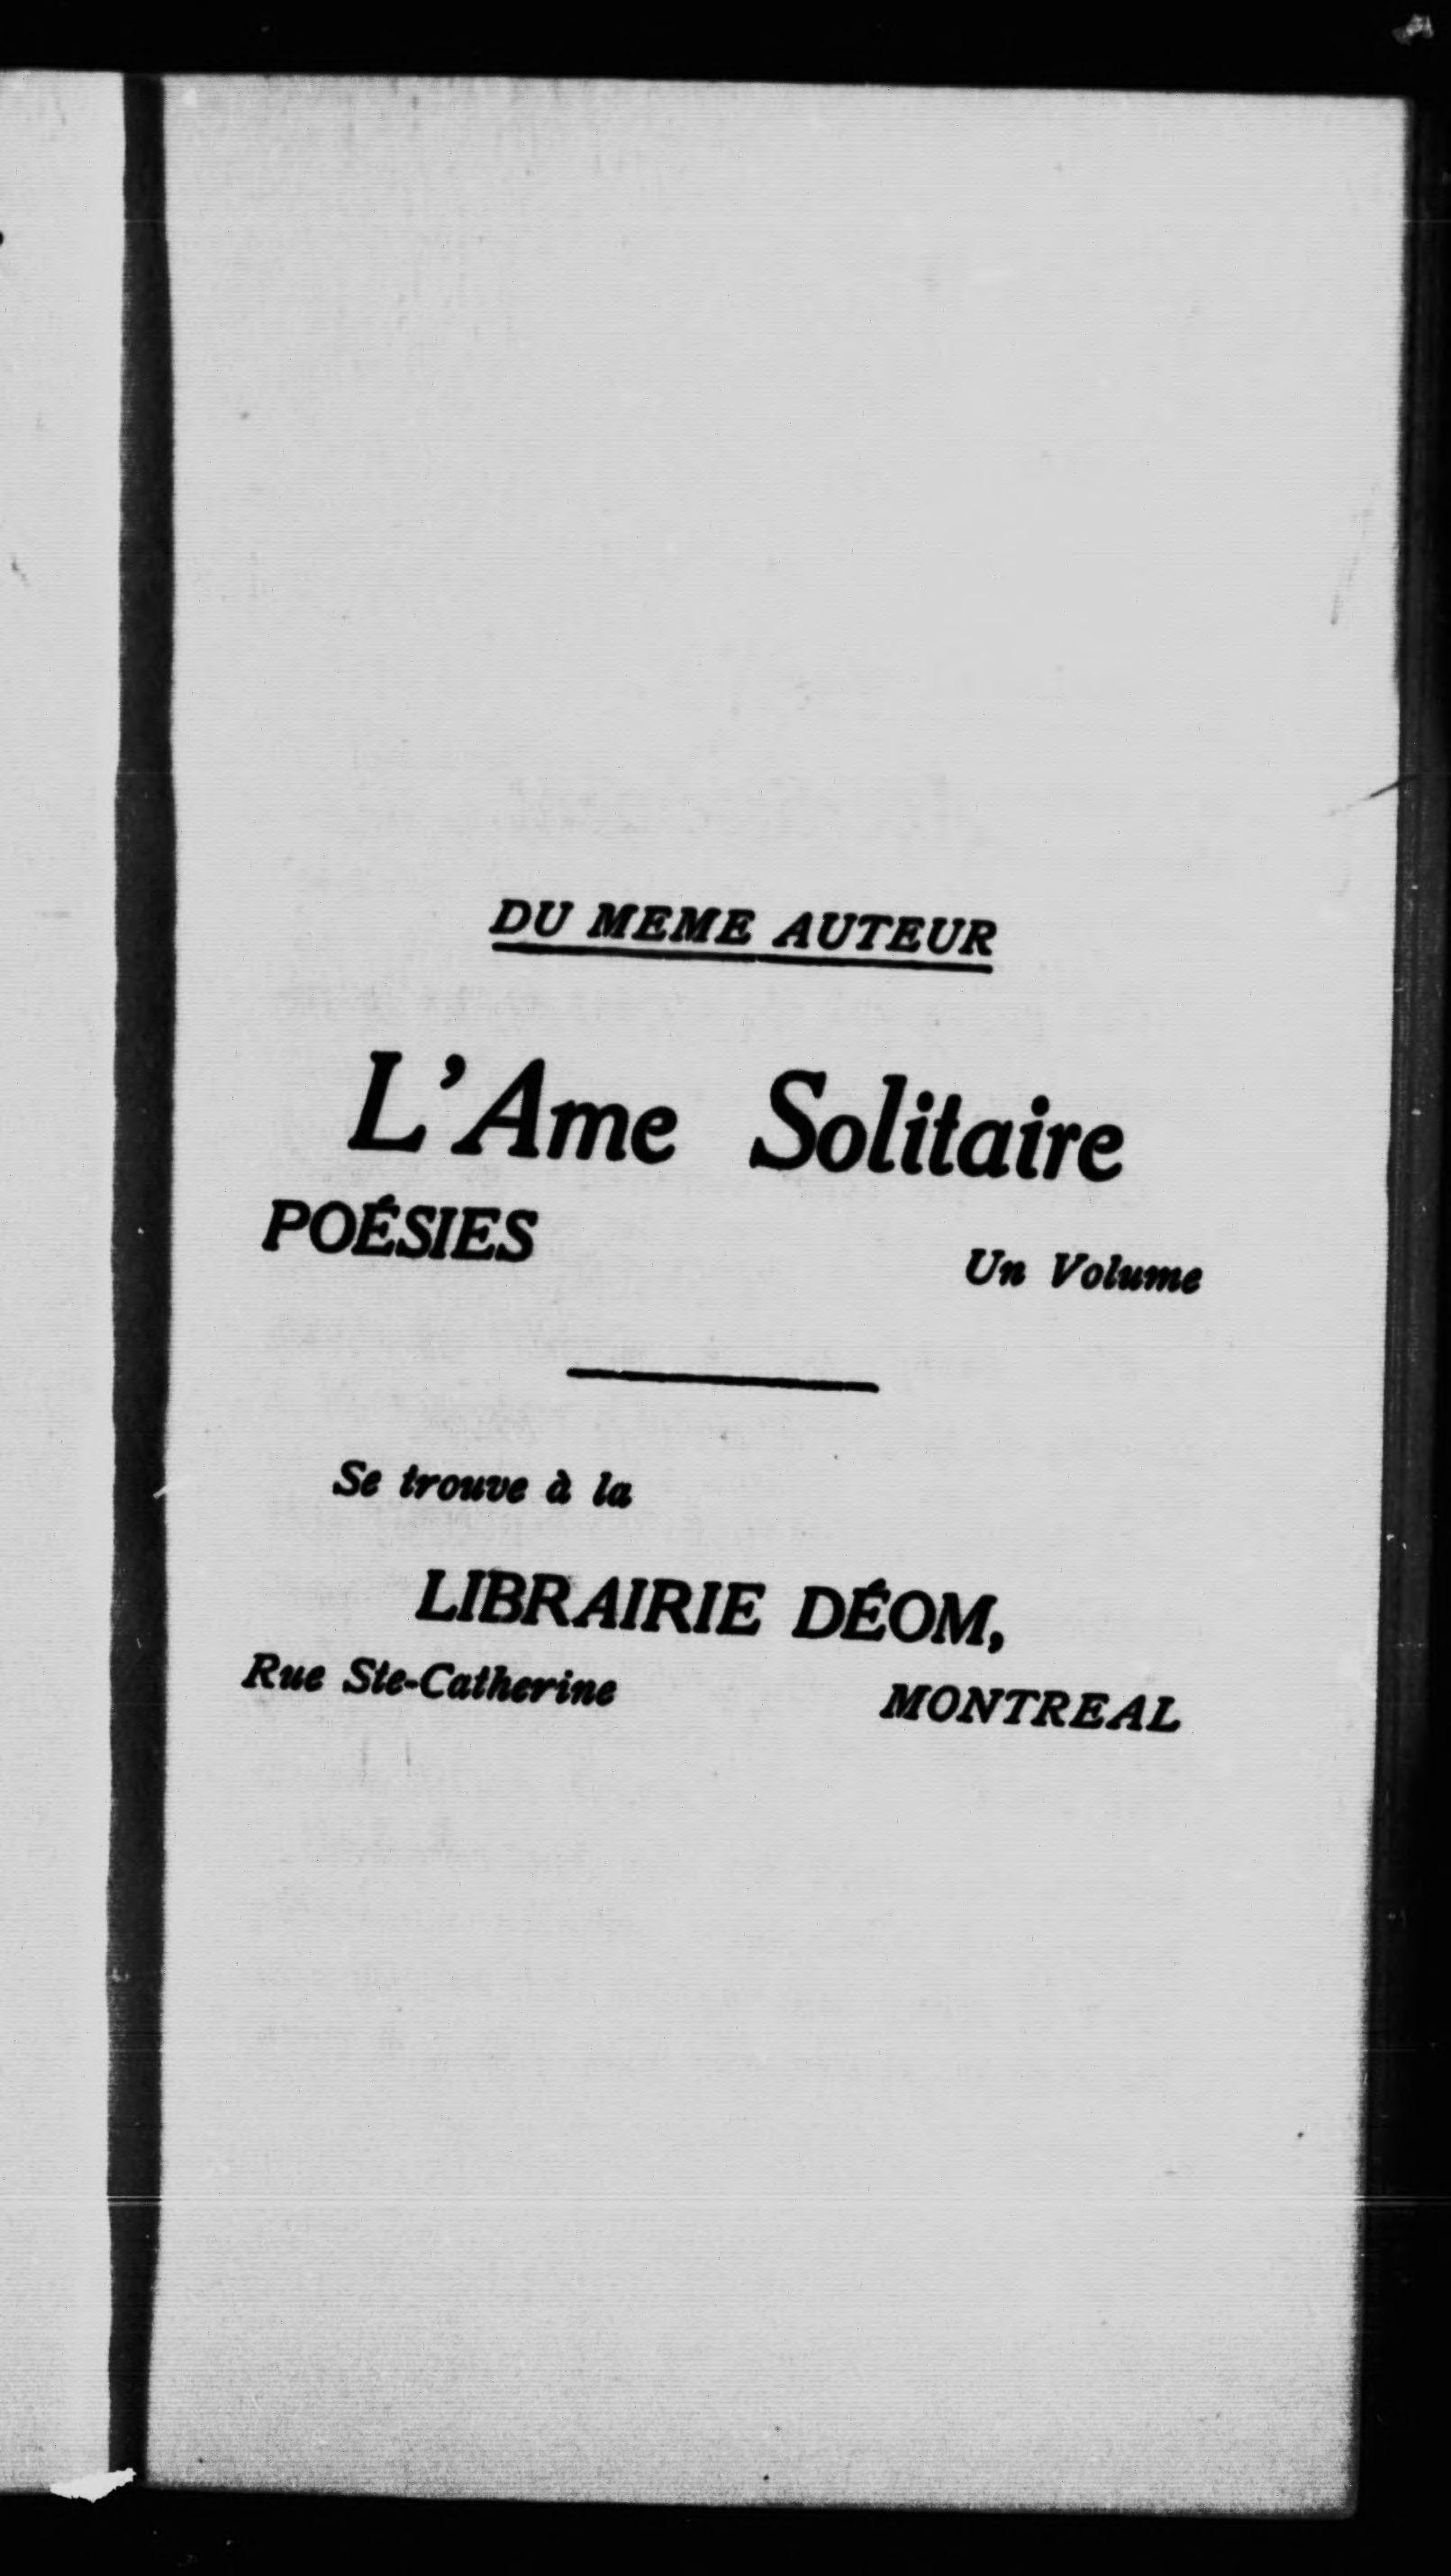 DU MEME AUTEUR
L'Ame Solitaire
POÉSIES
Un Volume
Se trouve à la
LIBRAIRIE DÉOM,
Rue Ste-Catherine
MONTREAL